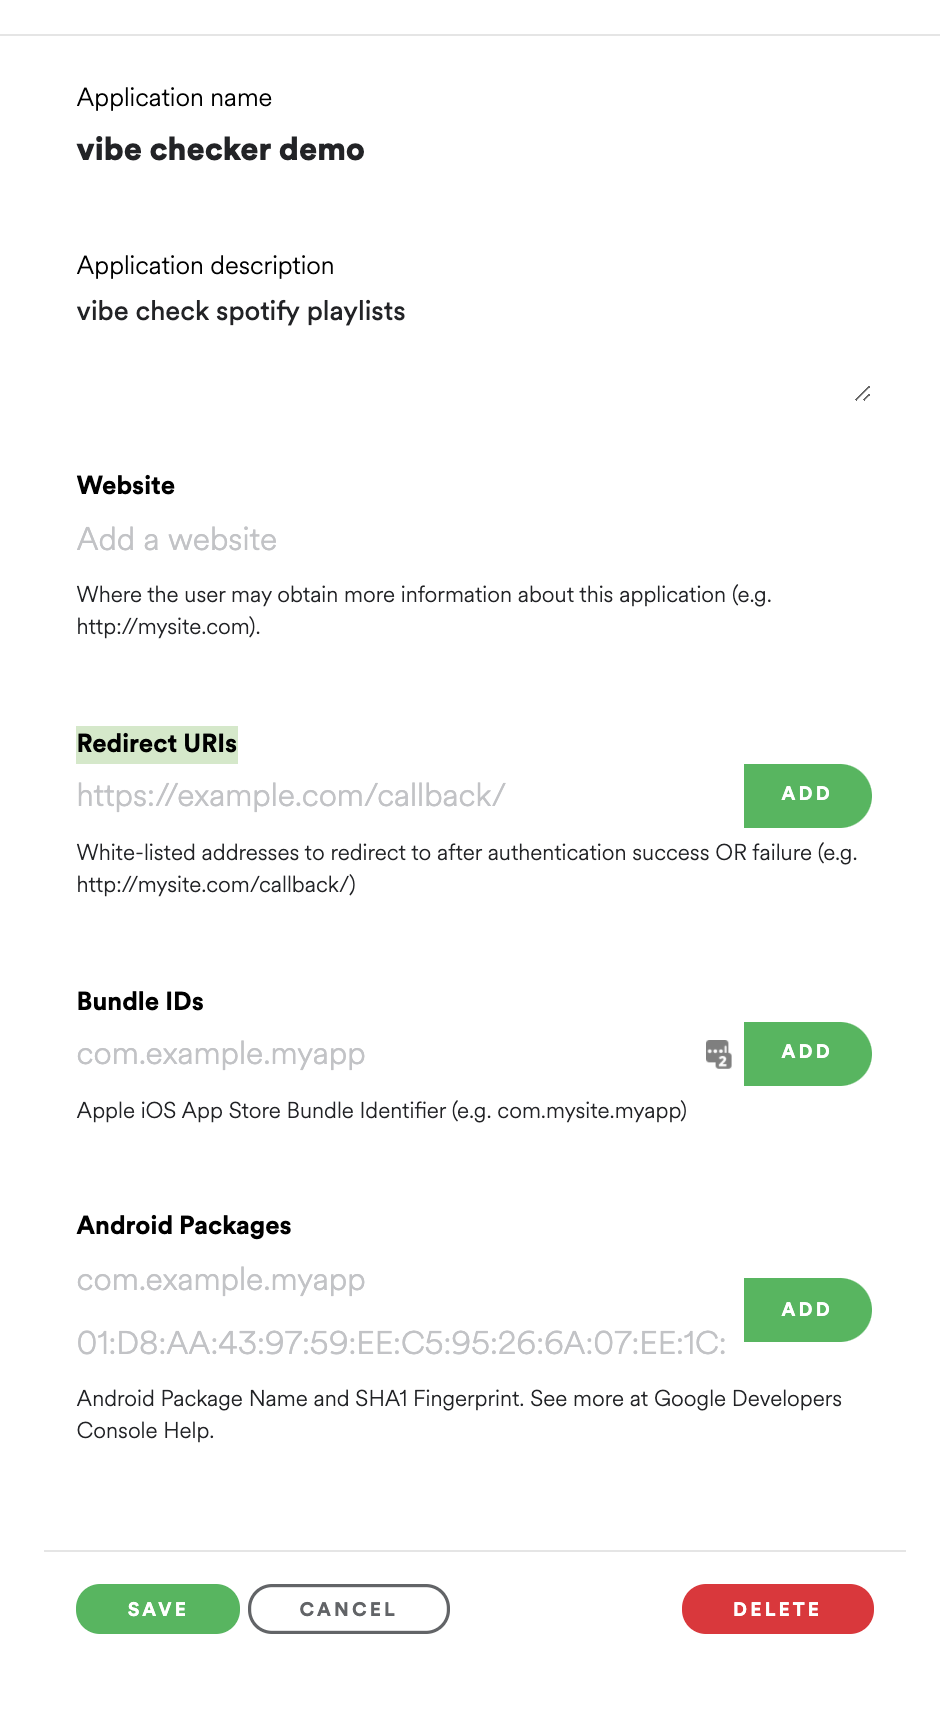 Application name
vibe checker demo
Application description
vibe check spotify playlists
Website
Add a website
Where the user may obtain more information about this application (e.g.
http://mysite.com).
Redirect URIs
https://example.com/callback/
ADD
White-listed addresses to redirect to after authentication success OR failure (e.g.
http://mysite.com/callback/)
Bundle IDs
com.example.myapp
2
ADD
Apple iOS App Store Bundle Identifier (e.g. com.mysite.myapp)
Android Packages
com.example.myapp
ADD
01:D8:AA:43:97:59:EE:C5:95:26:6A:07:EE:1C:
Android Package Name and SHA1 Fingerprint. See more at Google Developers
Console Help.
SAVE CANCEL DELETE